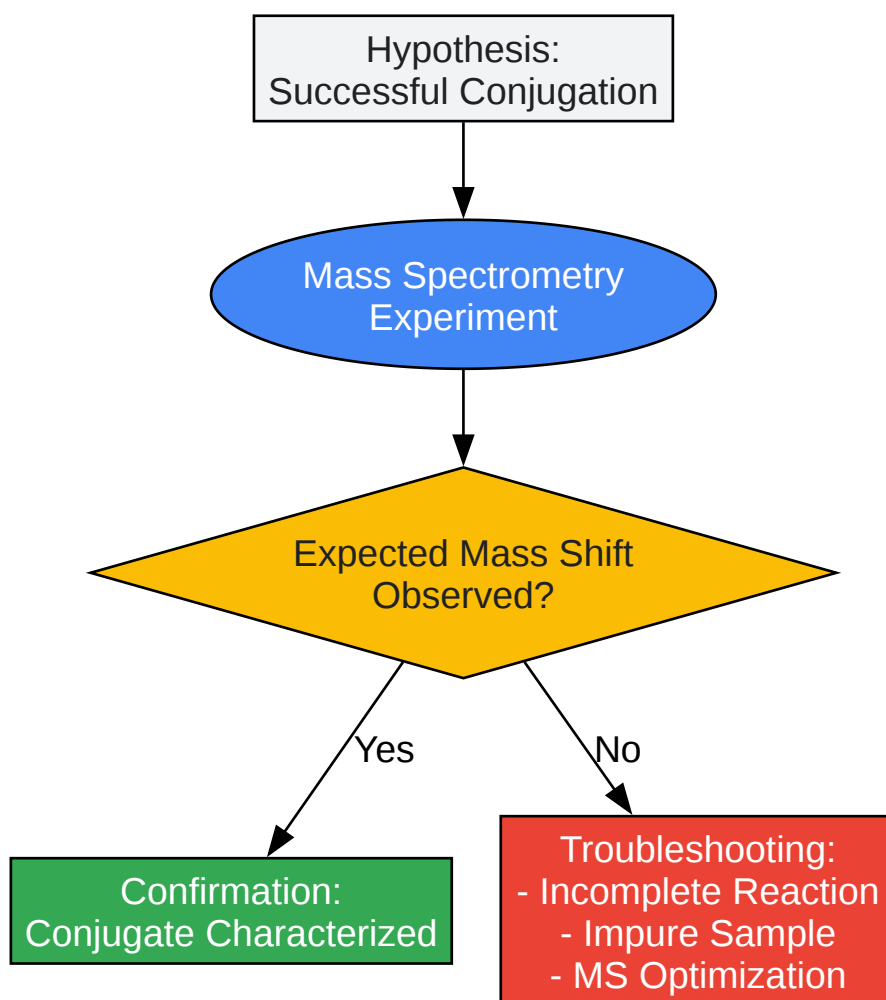 Hypothesis:
Successful Conjugation
Mass Spectrometry
Experiment
Expected Mass Shift
Observed?
Yes
No
Confirmation:
Conjugate Characterized
Troubleshooting:
- Incomplete Reaction
- Impure Sample
- MS Optimization